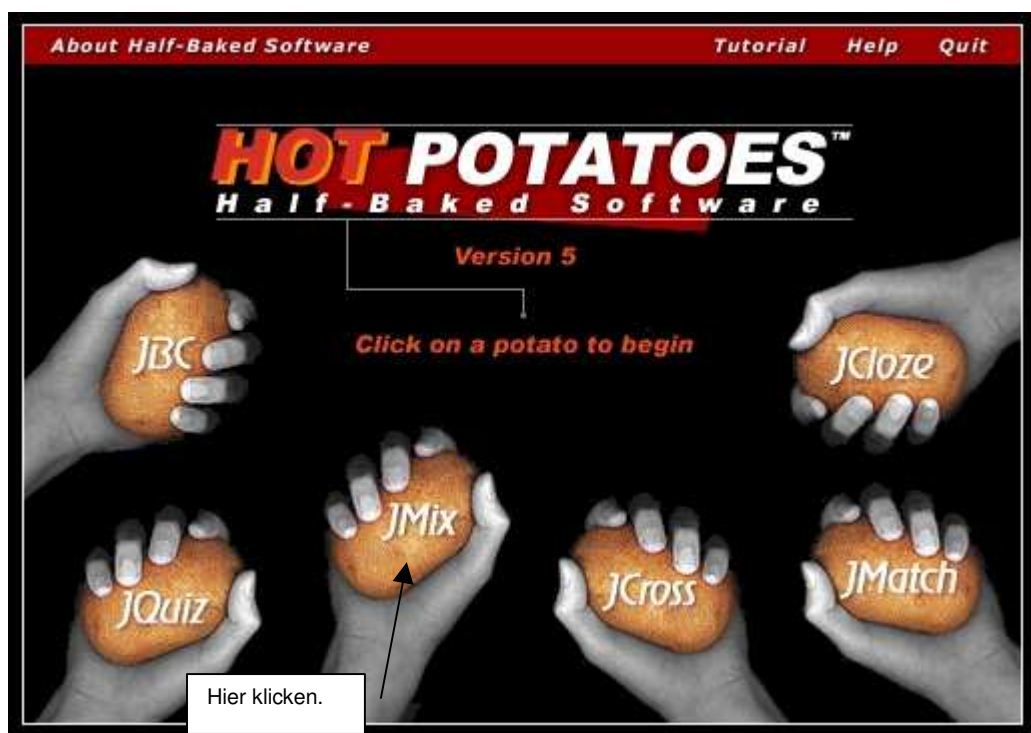 About Half-Baked Software Tutorial Help Quit
HOT POTATOES™
Half-Baked Software
Version 5
Click on a potato to begin
JBC
JCloze
JMix
JQuiz
JCross
JMatch
Hier klicken.